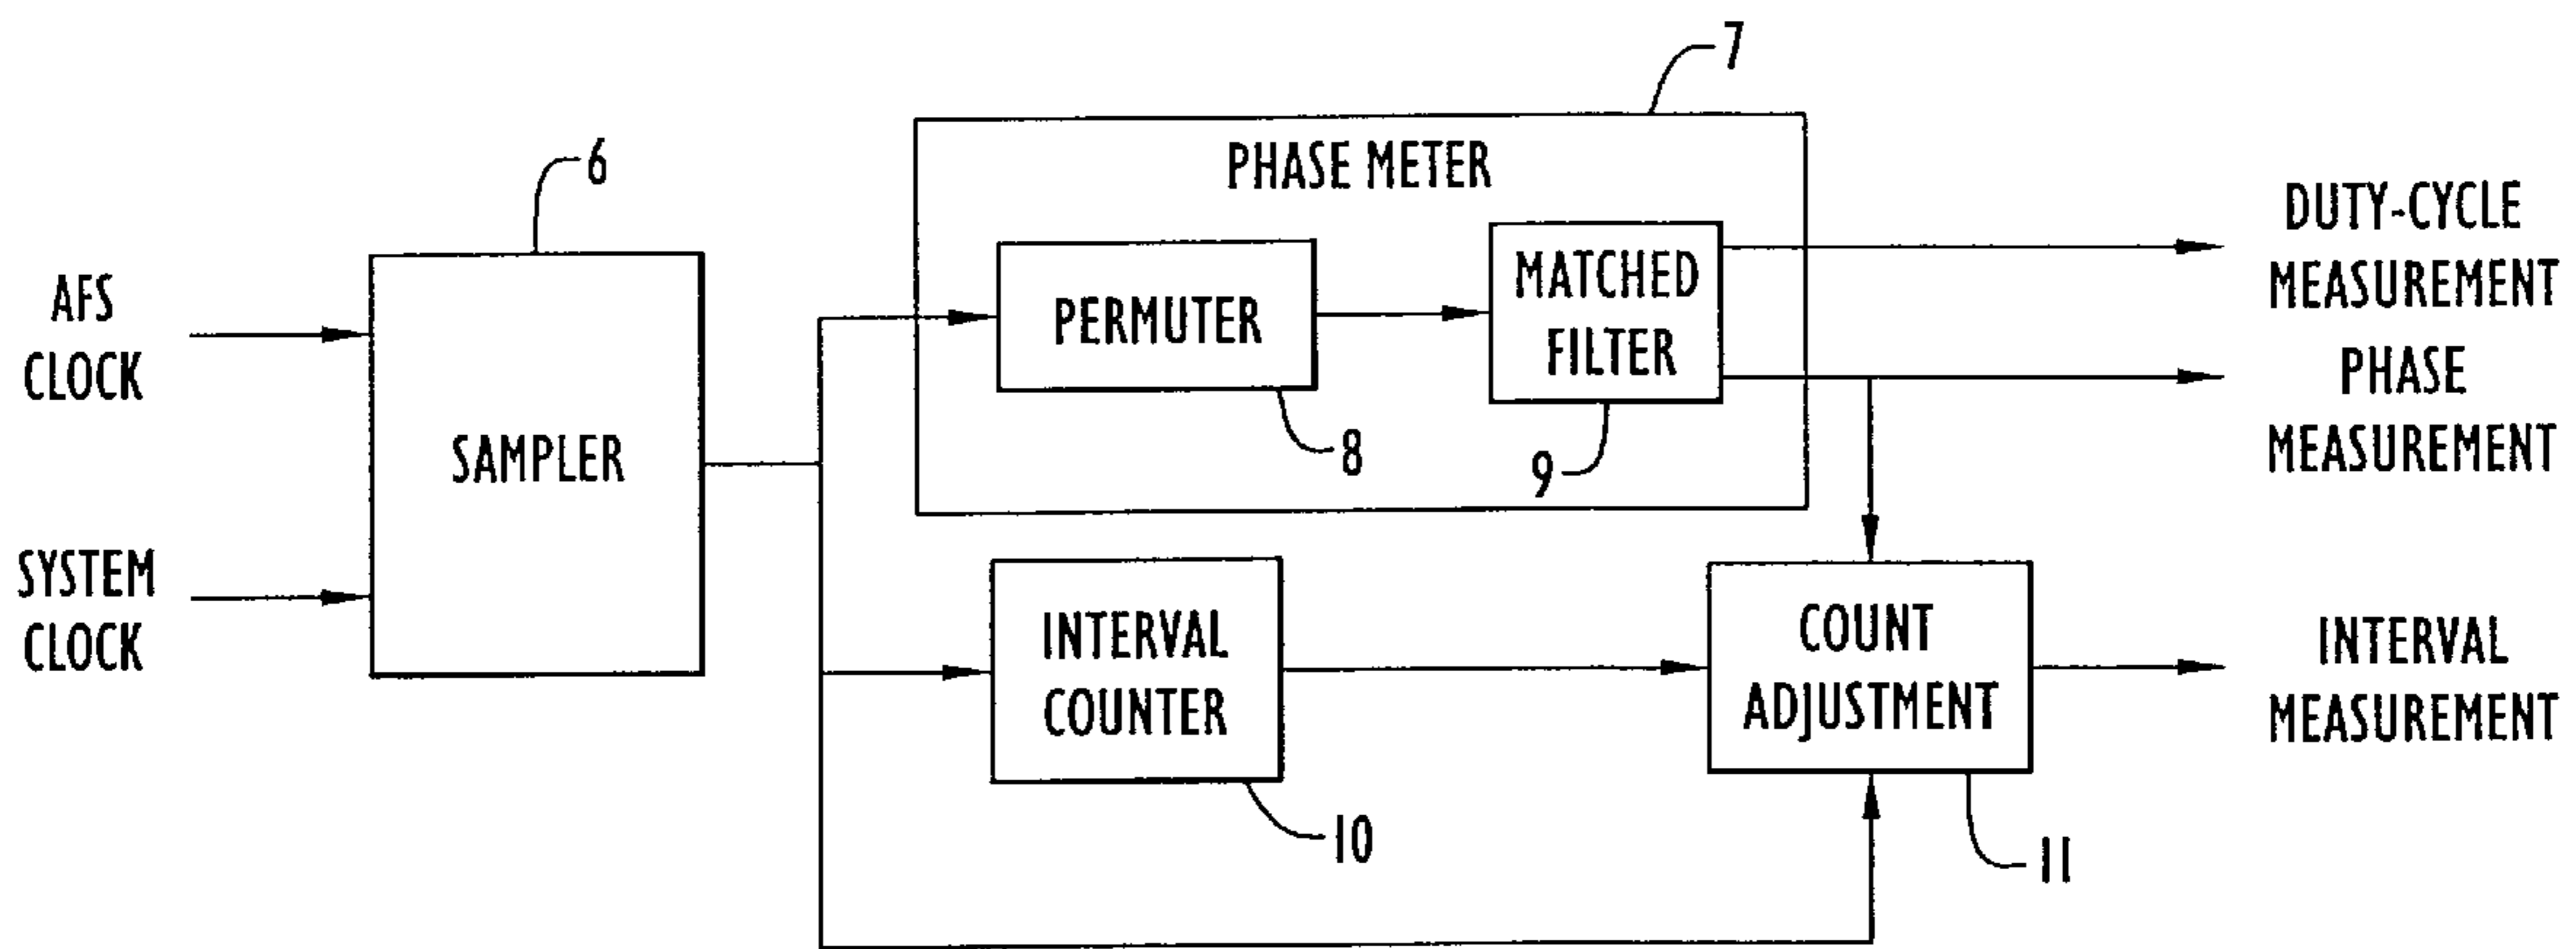 7
6
PHASE METER
DUTY-CYCLE
MEASUREMENT
AFS
CLOCK
PERMUTER
MATCHED
FILTER
PHASE
MEASUREMENT
SAMPLER
8
9
SYSTEM
CLOCK
INTERVAL
COUNTER
COUNT
ADJUSTMENT
INTERVAL
MEASUREMENT
10
11